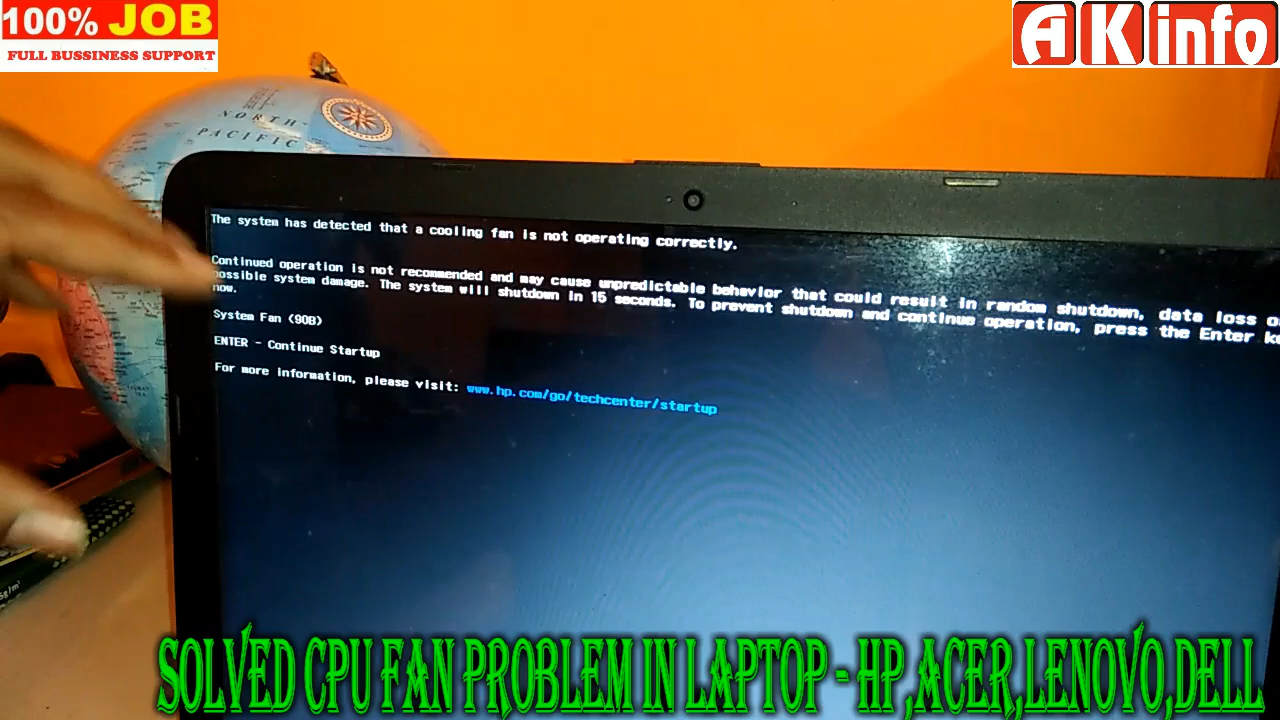 100% JOB
FULL BUSSINESS SUPPORT
AK info
NORTH
PACIFIC
The system has detected that a cooling fan is not operating correctly.
Continued operation is not recommended and may cause unpredictable behavior that could result in random shutdown, data loss o
possible system damage. The system will shutdown in 15 seconds. To prevent shutdown and continue operation, press the Enter k
now.
System Fan (90B)
ENTER - Continue Startup
For more information, please visit: www.hp.com/go/techcenter/startup
SOLVED CPU FAN PROBLEM IN LAPTOP - HP,ACER,LENOVO,DELL